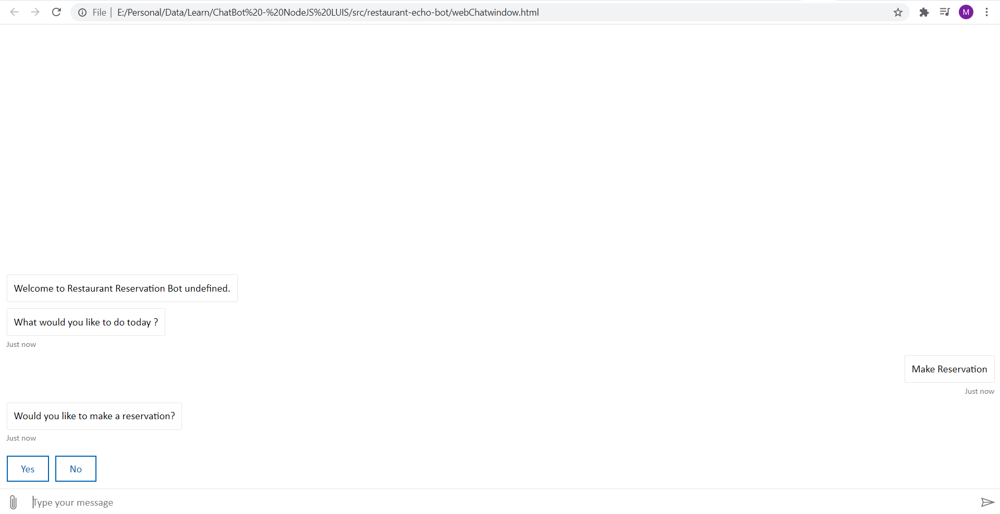 File | E:/Personal/Data/Learn/ChatBot%20-%20NodeJS%20LUIS/src/restaurant-echo-bot/webChatwindow.html
M
Welcome to Restaurant Reservation Bot undefined.
What would you like to do today ?
Just now
Make Reservation
Just now
Would you like to make a reservation?
Just now
Yes No
Type your message